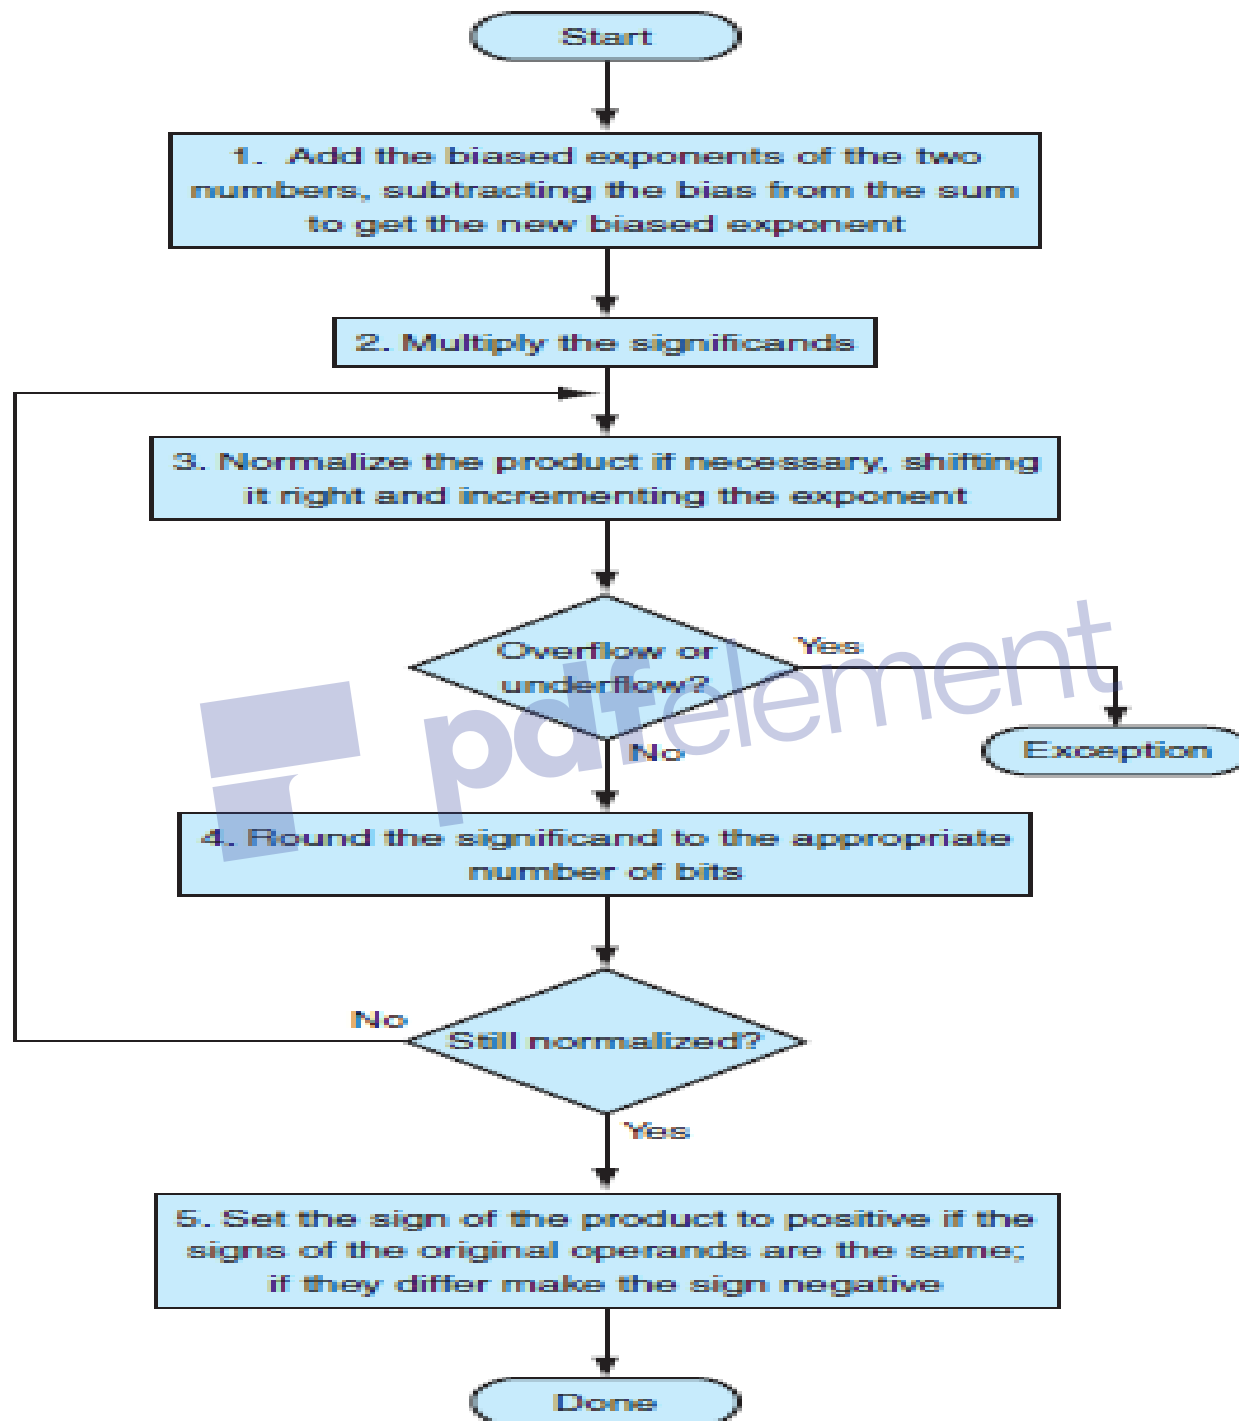 Start
1. Add the biased exponents of the two
numbers, subtracting the bias from the sum
to get the new biased exponent
2. Multiply the significands
3. Normalize the product if necessary, shifting
it right and incrementing the exponent
Overflow or
underflow?
Yes
No
Exception
pdfelement
4. Round the significand to the appropriate
number of bits
No
Still normalized?
Yes
5. Set the sign of the product to positive if the
signs of the original operands are the same;
if they differ make the sign negative
Done